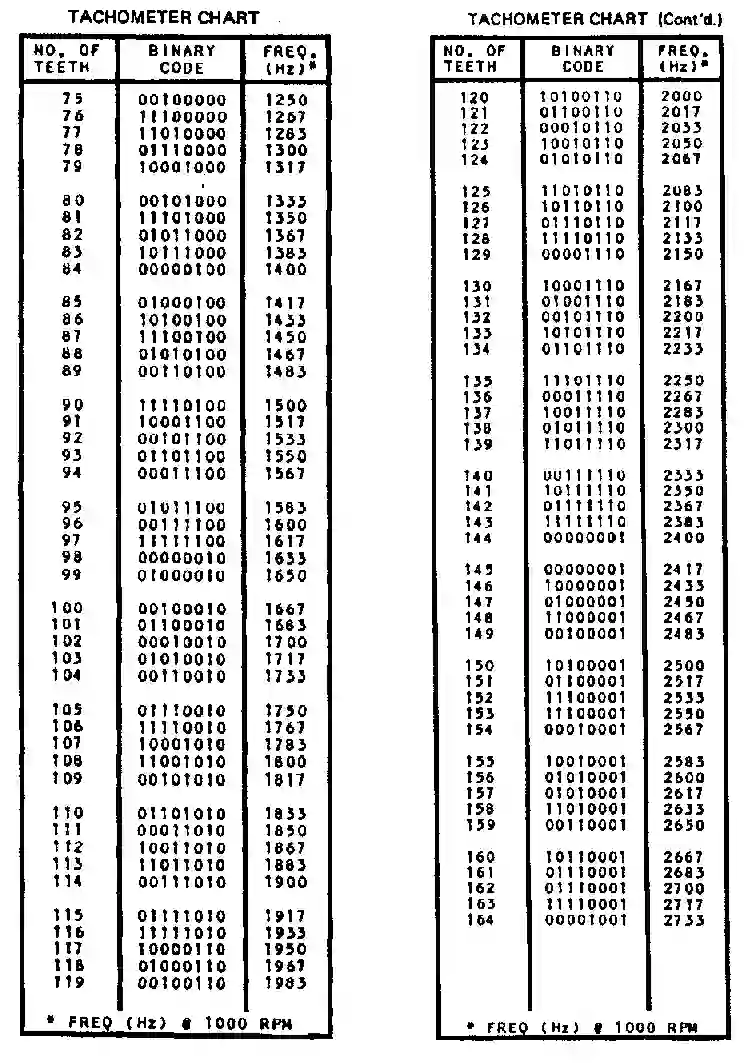 TACHOMETER CHART
NO. OF TEETH BINARY CODE FREQ. (Hz)*
75 00100000 1250
76 11100000 1267
77 11010000 1283
78 01110000 1300
79 10001000 1317
80 00101000 1333
81 11101000 1350
82 01011000 1367
83 10111000 1383
84 00000100 1400
85 01000100 1417
86 10100100 1433
87 11100100 1450
88 01010100 1467
89 00110100 1483
90 11110100 1500
91 10001100 1517
92 00101100 1533
93 01101100 1550
94 00011100 1567
95 01011100 1583
96 00111100 1600
97 11111100 1617
98 00000010 1633
99 01000010 1650
100 00100010 1667
101 01100010 1683
102 00010010 1700
103 01010010 1717
104 00110010 1733
105 01110010 1750
106 11110010 1767
107 10001010 1783
108 11001010 1800
109 00101010 1817
110 01101010 1833
111 00011010 1850
112 10011010 1867
113 11011010 1883
114 00111010 1900
115 01111010 1917
116 11111010 1933
117 10000110 1950
118 01000110 1967
119 00100110 1983
* FREQ (Hz) @ 1000 RPM
TACHOMETER CHART (Cont'd.)
NO. OF TEETH BINARY CODE FREQ. (Hz)*
120 10100110 2000
121 01100110 2017
122 00010110 2033
123 10010110 2050
124 01010110 2067
125 11010110 2083
126 10110110 2100
127 01110110 2117
128 11110110 2133
129 00001110 2150
130 10001110 2167
131 01001110 2183
132 00101110 2200
133 10101110 2217
134 01101110 2233
135 11101110 2250
136 00011110 2267
137 10011110 2283
138 01011110 2300
139 11011110 2317
140 00111110 2333
141 10111110 2350
142 01111110 2367
143 11111110 2383
144 00000001 2400
145 00000001 2417
146 10000001 2433
147 01000001 2450
148 11000001 2467
149 00100001 2483
150 10100001 2500
151 01100001 2517
152 11100001 2533
153 11100001 2550
154 00010001 2567
155 10010001 2583
156 01010001 2600
157 01010001 2617
158 11010001 2633
159 00110001 2650
160 10110001 2667
161 01110001 2683
162 01110001 2700
163 11110001 2717
164 00001001 2733
* FREQ (Hz) @ 1000 RPM